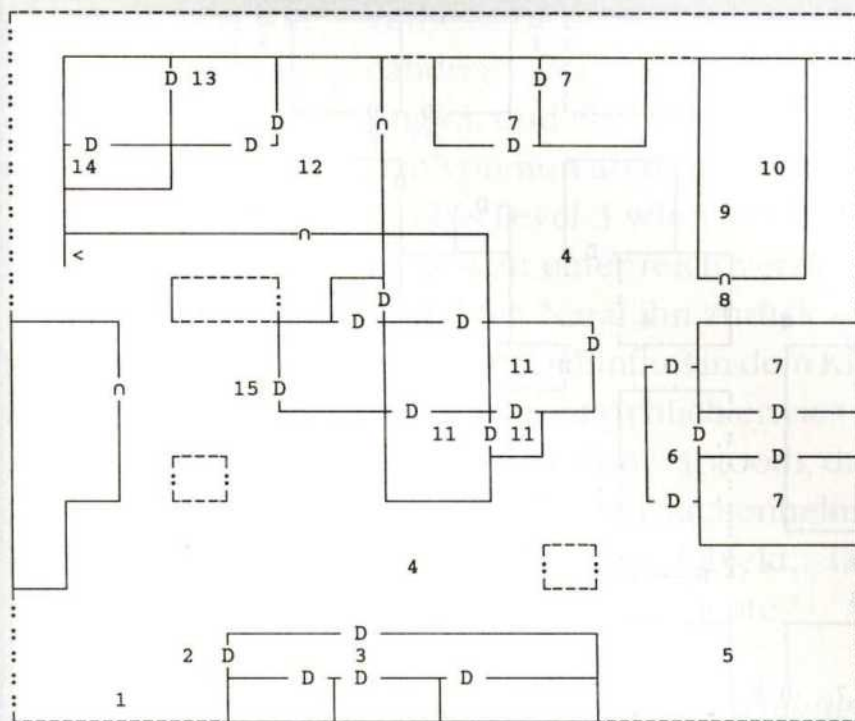 D 13 D 7
D ∩ 7
D D D
14 12 10
9
∩
< 4
∩
D 8
D D
D
11 D 7
∩ 15 D D
D D
11 D 11 D
6 D
D 7
4
D
2 D 3 5
D D D
1